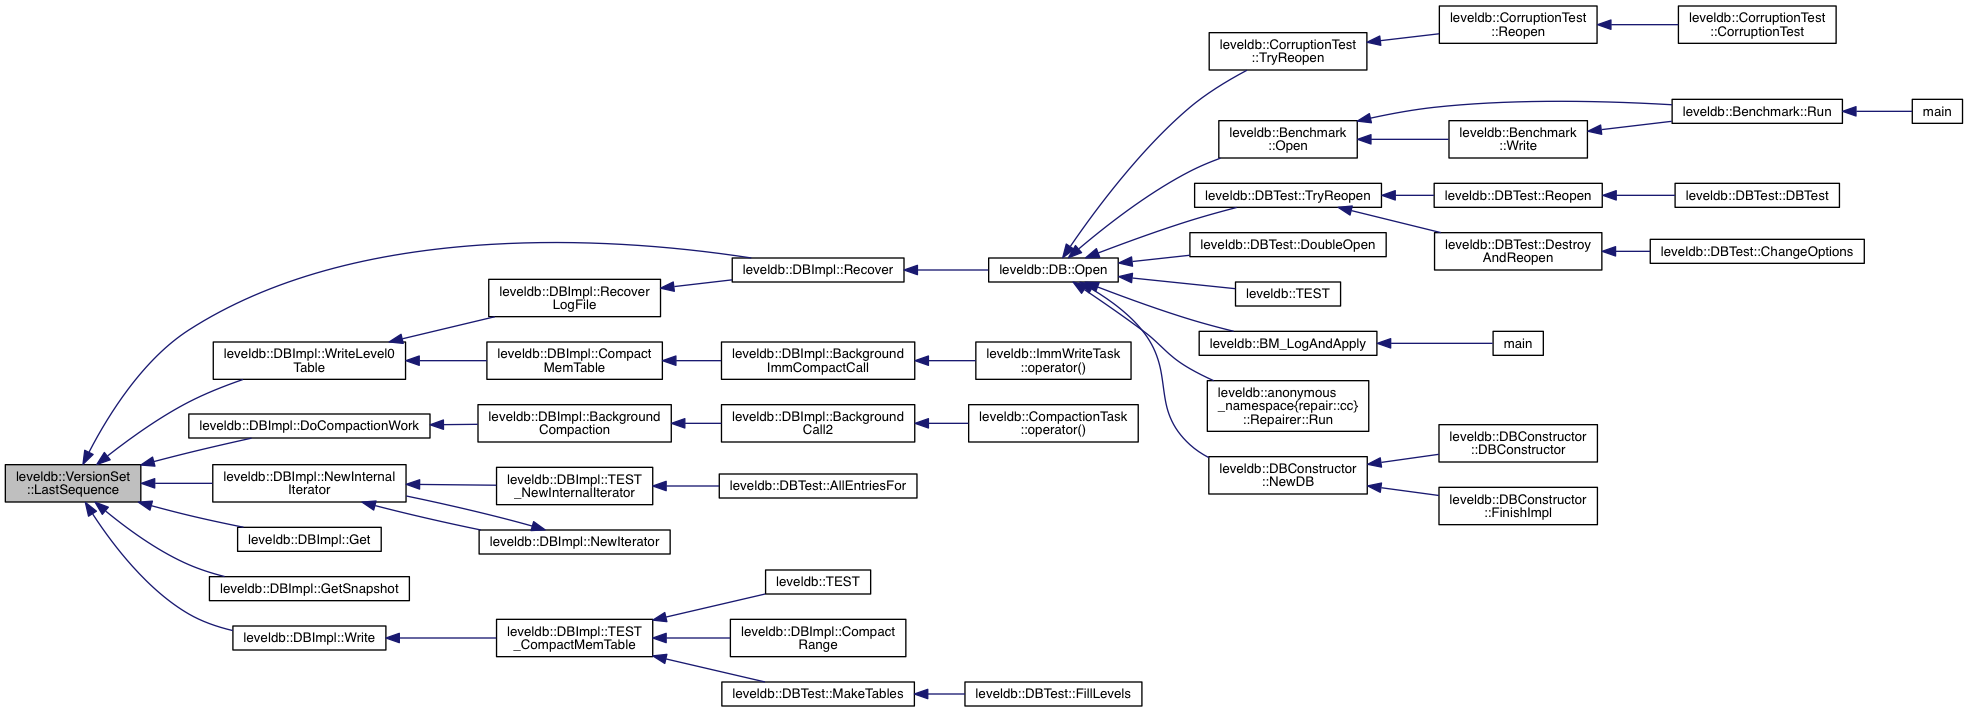 leveldb::VersionSet
::LastSequence
leveldb::DBImpl::Recover
leveldb::DBImpl::Recover
LogFile
leveldb::DBImpl::WriteLevel0
Table
leveldb::DBImpl::Compact
MemTable
leveldb::DBImpl::Background
ImmCompactCall
leveldb::ImmWriteTask
::operator()
leveldb::DBImpl::DoCompactionWork
leveldb::DBImpl::Background
Compaction
leveldb::DBImpl::Background
Call2
leveldb::CompactionTask
::operator()
leveldb::DBImpl::NewInternal
Iterator
leveldb::DBImpl::TEST
_NewInternalIterator
leveldb::DBTest::AllEntriesFor
leveldb::DBImpl::NewIterator
leveldb::DBImpl::Get
leveldb::DBImpl::GetSnapshot
leveldb::DBImpl::Write
leveldb::DBImpl::TEST
_CompactMemTable
leveldb::TEST
leveldb::DBImpl::Compact
Range
leveldb::DBTest::MakeTables
leveldb::DBTest::FillLevels
leveldb::DB::Open
leveldb::CorruptionTest
::TryReopen
leveldb::CorruptionTest
::Reopen
leveldb::CorruptionTest
::CorruptionTest
leveldb::Benchmark
::Open
leveldb::Benchmark
::Write
leveldb::Benchmark::Run
main
leveldb::DBTest::TryReopen
leveldb::DBTest::Reopen
leveldb::DBTest::DBTest
leveldb::DBTest::Destroy
AndReopen
leveldb::DBTest::ChangeOptions
leveldb::DBTest::DoubleOpen
leveldb::TEST
leveldb::BM_LogAndApply
main
leveldb::anonymous
_namespace{repair::cc}
::Repairer::Run
leveldb::DBConstructor
::NewDB
leveldb::DBConstructor
::DBConstructor
leveldb::DBConstructor
::FinishImpl